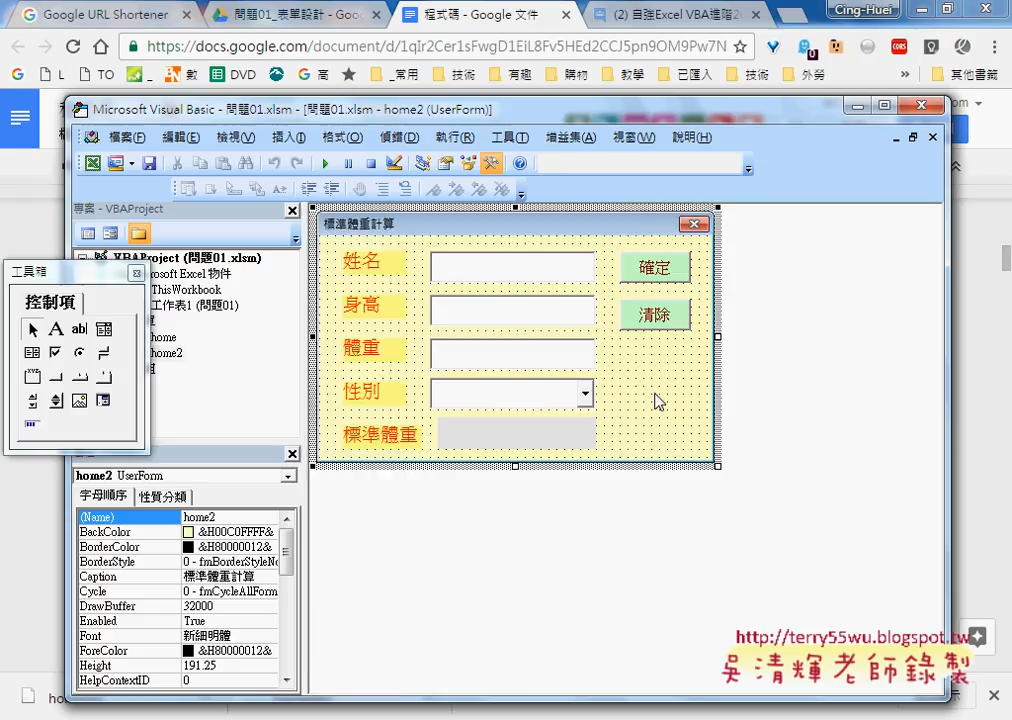 Google URL Shortener
問題01_表單設計 - Goo
程式碼 - Google 文件
(2) 自強Excel VBA進階2
Cing-Huei
https://docs.google.com/document/d/1qIr2Cer1sFwgD1EiL8Fv5HEd2CCJ5pn9OM9Pw7N
L
TO
數
DVD
高
_常用
技術
有趣
購物
教學
已匯入
技術
外勞
其他書籤
Microsoft Visual Basic - 問題01.xlsm - [問題01.xlsm - home2 (UserForm)]
檔案(F)
編輯(E)
檢視(V)
插入(I)
格式(O)
偵錯(D)
執行(R)
工具(T)
增益集(A)
視窗(W)
說明(H)
專案 - VBAProject
VBAProject (問題01.xlsm)
Microsoft Excel 物件
ThisWorkbook
工作表1 (問題01)
home
home2
工具箱
控制項
標準體重計算
姓名
確定
身高
清除
體重
性別
標準體重
home2 UserForm
字母順序
性質分類
(Name) home2
BackColor &H00C0FFFF&
BorderColor &H80000012&
BorderStyle 0 - fmBorderStyleNo
Caption 標準體重計算
Cycle 0 - fmCycleAllForm
DrawBuffer 32000
Enabled True
Font 新細明體
ForeColor &H80000012&
Height 191.25
HelpContextID 0
http://terry55wu.blogspot.tw
吳清輝老師錄製